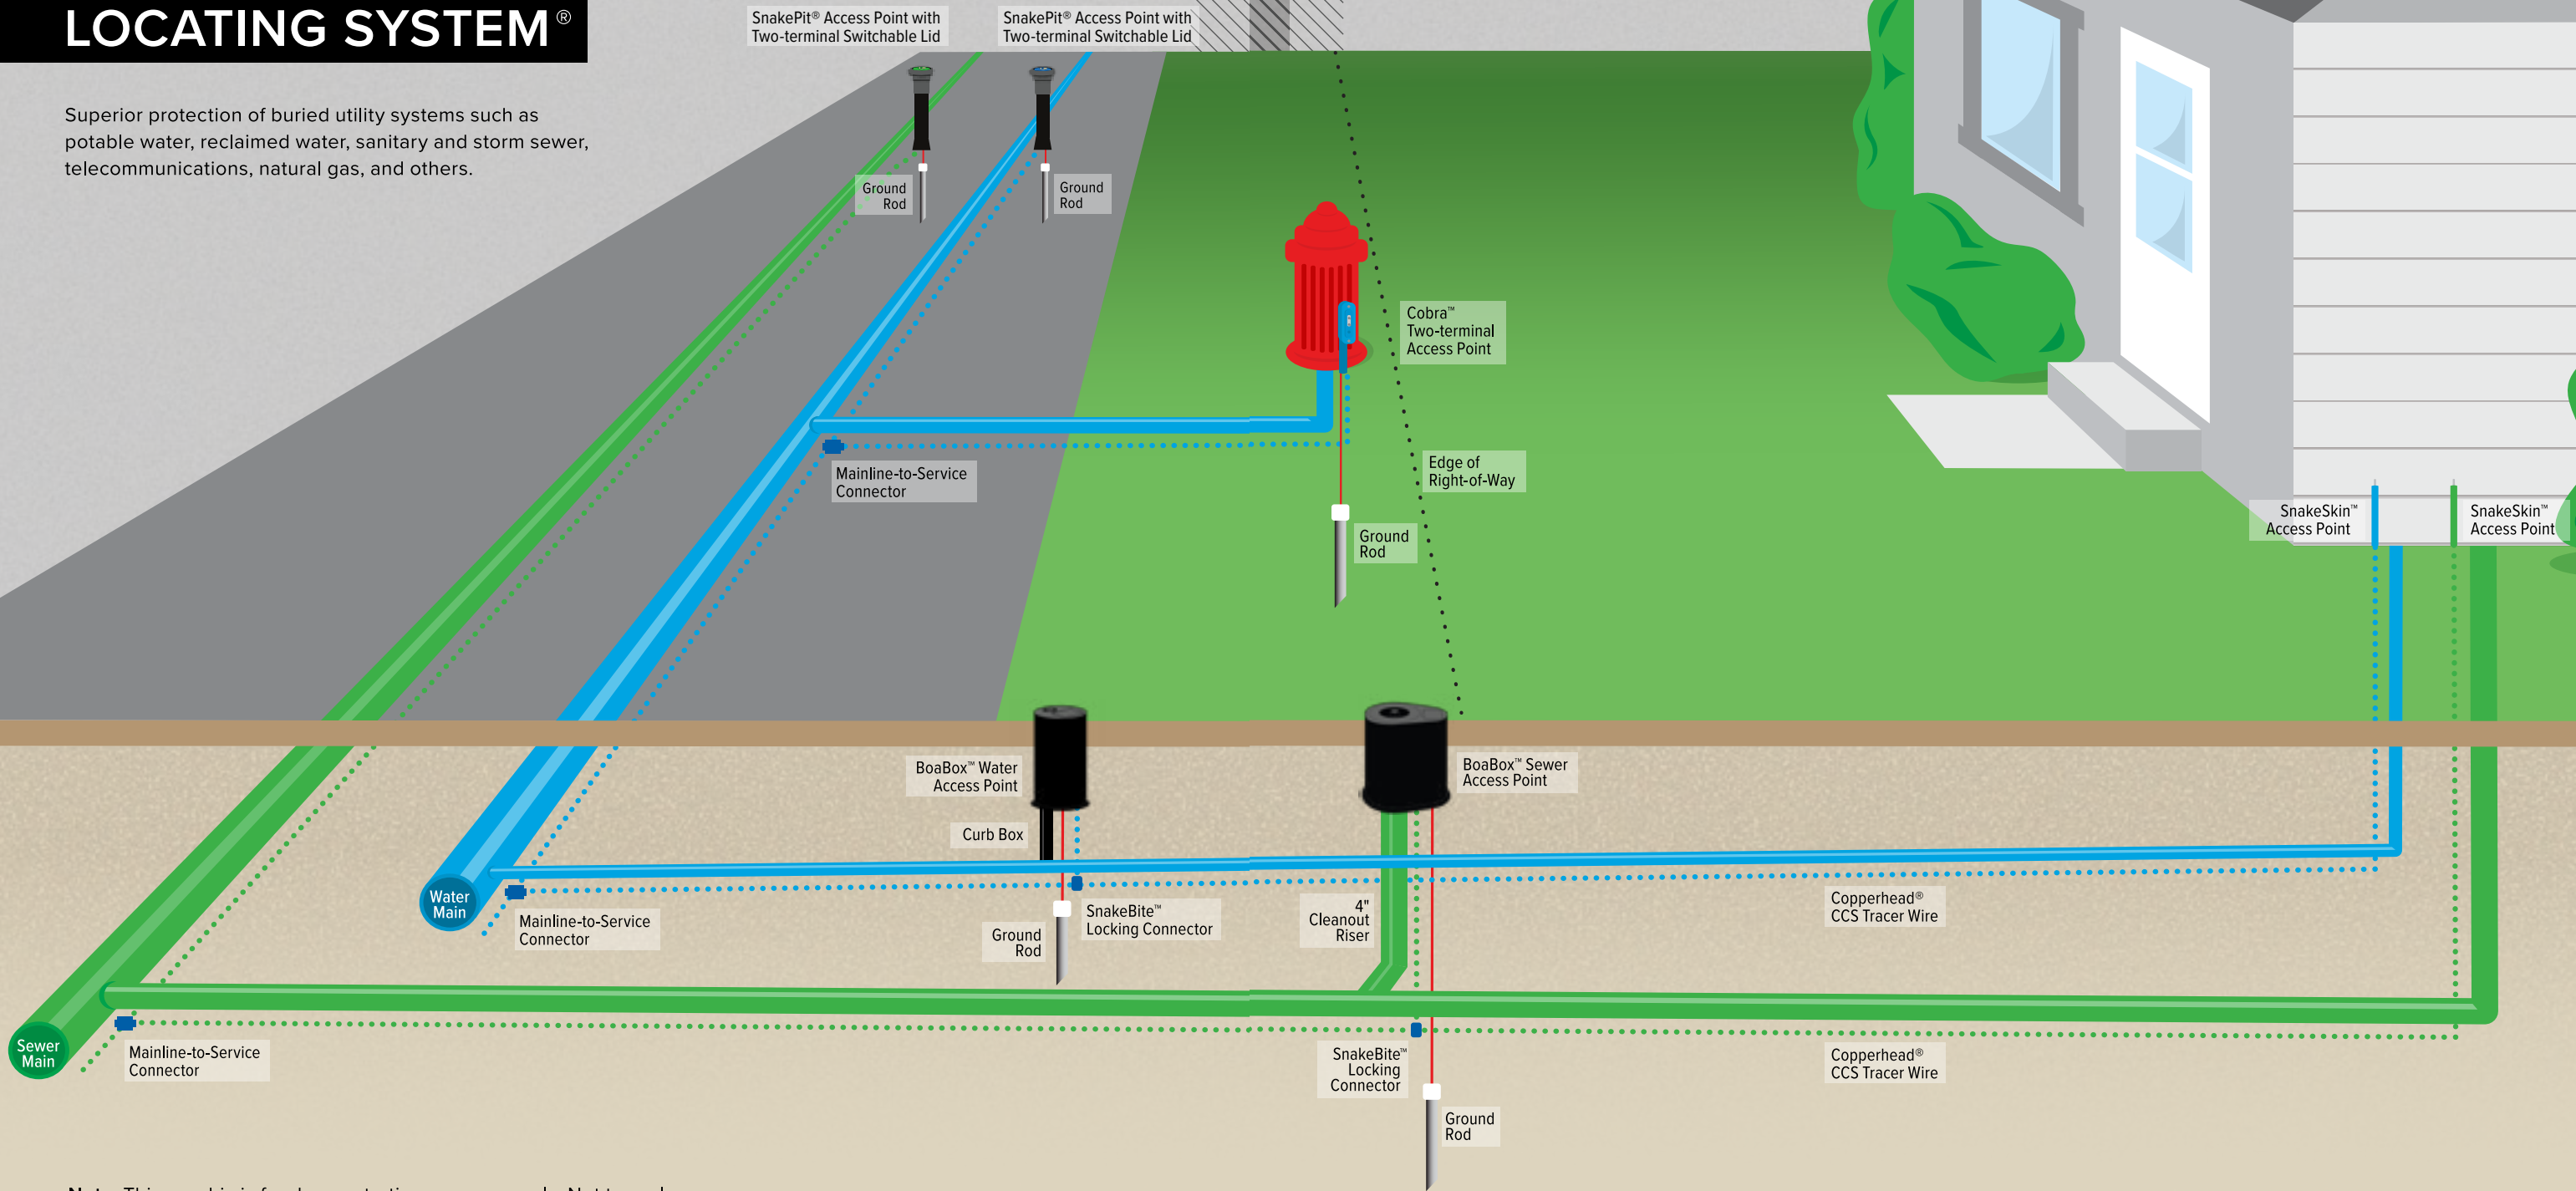 LOCATING SYSTEM®
Superior protection of buried utility systems such as
potable water, reclaimed water, sanitary and storm sewer,
telecommunications, natural gas, and others.
SnakePit® Access Point with
Two-terminal Switchable Lid
SnakePit® Access Point with
Two-terminal Switchable Lid
Ground
Rod
Ground
Rod
Cobra™
Two-terminal
Access Point
Mainline-to-Service
Connector
Edge of
Right-of-Way
Ground
Rod
SnakeSkin™
Access Point
SnakeSkin™
Access Point
BoaBox™ Water
Access Point
BoaBox™ Sewer
Access Point
Curb Box
Water
Main
Mainline-to-Service
Connector
Ground
Rod
SnakeBite™
Locking Connector
4"
Cleanout
Riser
Copperhead®
CCS Tracer Wire
Sewer
Main
Mainline-to-Service
Connector
SnakeBite™
Locking
Connector
Copperhead®
CCS Tracer Wire
Ground
Rod